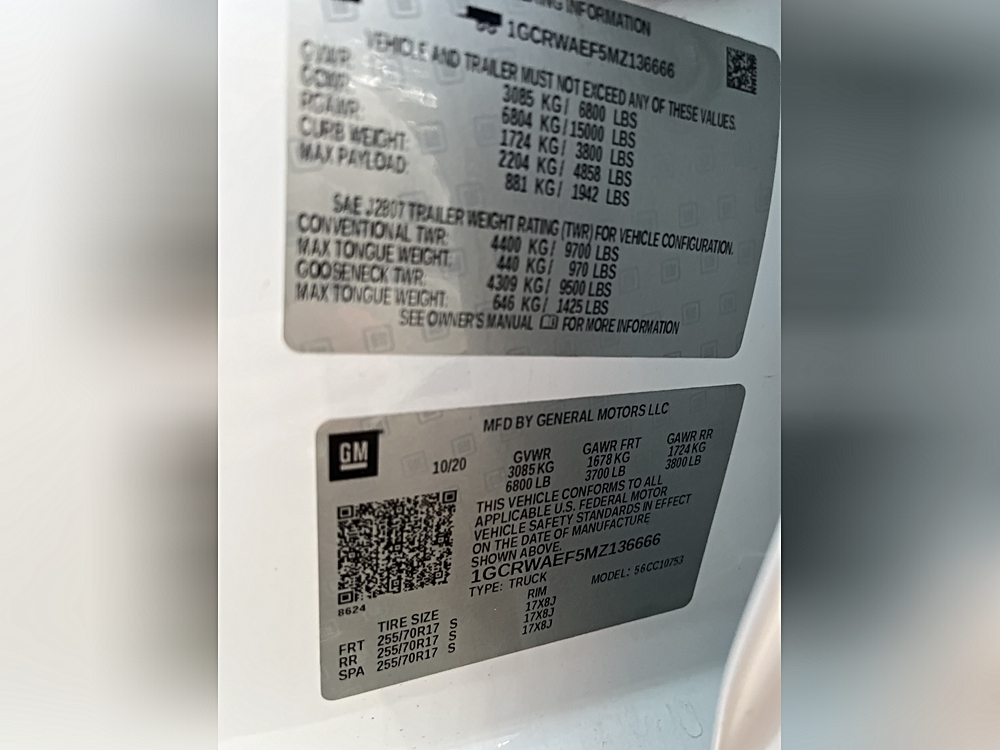 ING INFORMATION
1GCRWAEF5MZ136666
VEHICLE AND TRAILER MUST NOT EXCEED ANY OF THESE VALUES.
GVWR: 3085 KG / 6800 LBS
GCWR: 6804 KG / 15000 LBS
RGAWR: 1724 KG / 3800 LBS
CURB WEIGHT: 2204 KG / 4858 LBS
MAX PAYLOAD: 881 KG / 1942 LBS
SAE J2807 TRAILER WEIGHT RATING (TWR) FOR VEHICLE CONFIGURATION.
CONVENTIONAL TWR: 4400 KG / 9700 LBS
MAX TONGUE WEIGHT: 440 KG / 970 LBS
GOOSENECK TWR: 4309 KG / 9500 LBS
MAX TONGUE WEIGHT: 646 KG / 1425 LBS
SEE OWNER'S MANUAL FOR MORE INFORMATION
MFD BY GENERAL MOTORS LLC
GM
10/20
GVWR GAWR FRT GAWR RR
3085 KG 1678 KG 1724 KG
6800 LB 3700 LB 3800 LB
THIS VEHICLE CONFORMS TO ALL
APPLICABLE U.S. FEDERAL MOTOR
VEHICLE SAFETY STANDARDS IN EFFECT
ON THE DATE OF MANUFACTURE
SHOWN ABOVE.
1GCRWAEF5MZ136666
TYPE: TRUCK MODEL: 56CC10753
8624
TIRE SIZE RIM
FRT 255/70R17 S 17X8J
RR 255/70R17 S 17X8J
SPA 255/70R17 S 17X8J